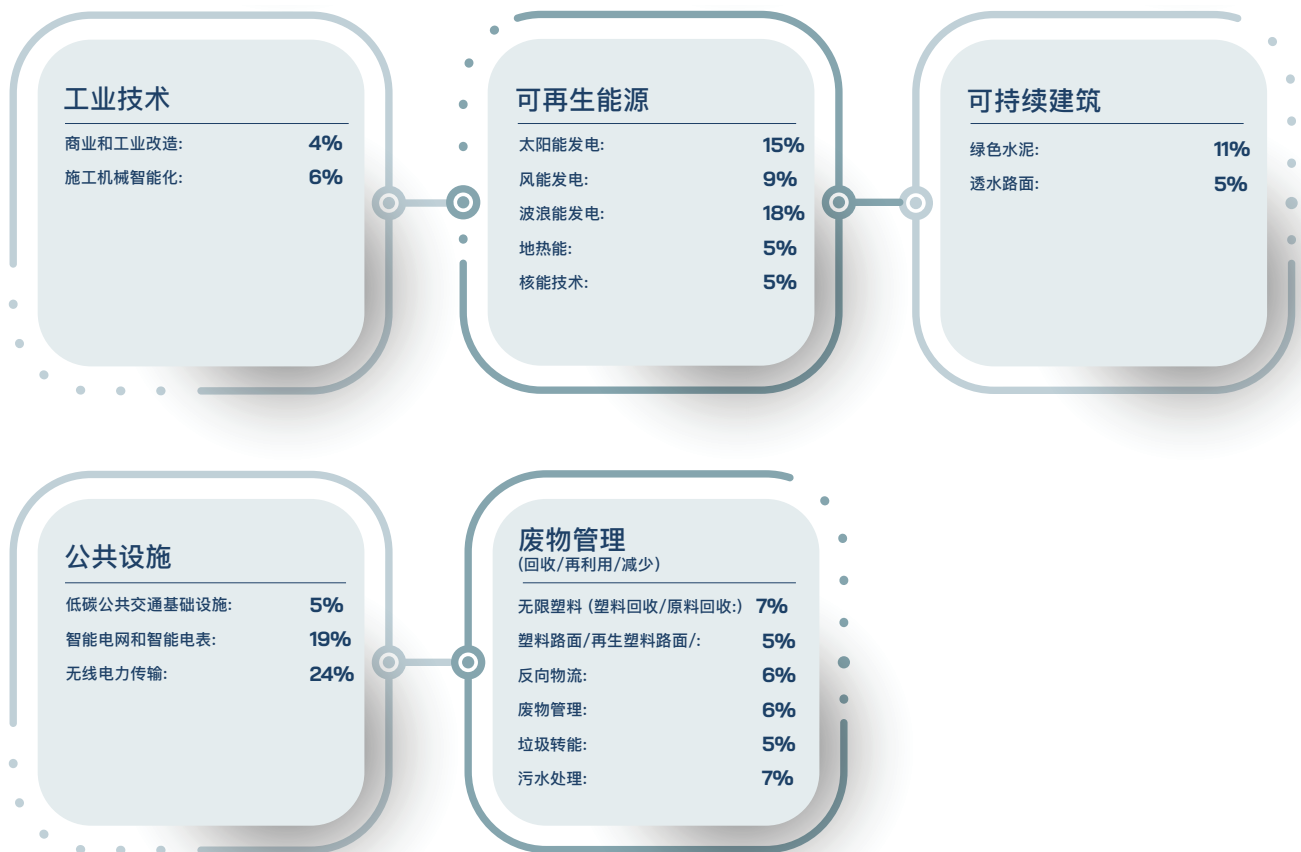 工业技术
商业和工业改造: 4%
施工机械智能化: 6%
可再生能源
太阳能发电: 15%
风能发电: 9%
波浪能发电: 18%
地热能: 5%
核能技术: 5%
可持续建筑
绿色水泥: 11%
透水路面: 5%
公共设施
低碳公共交通基础设施: 5%
智能电网和智能电表: 19%
无线电力传输: 24%
废物管理
(回收/再利用/减少)
无限塑料 (塑料回收/原料回收:) 7%
塑料路面/再生塑料路面/: 5%
反向物流: 6%
废物管理: 6%
垃圾转能: 5%
污水处理: 7%